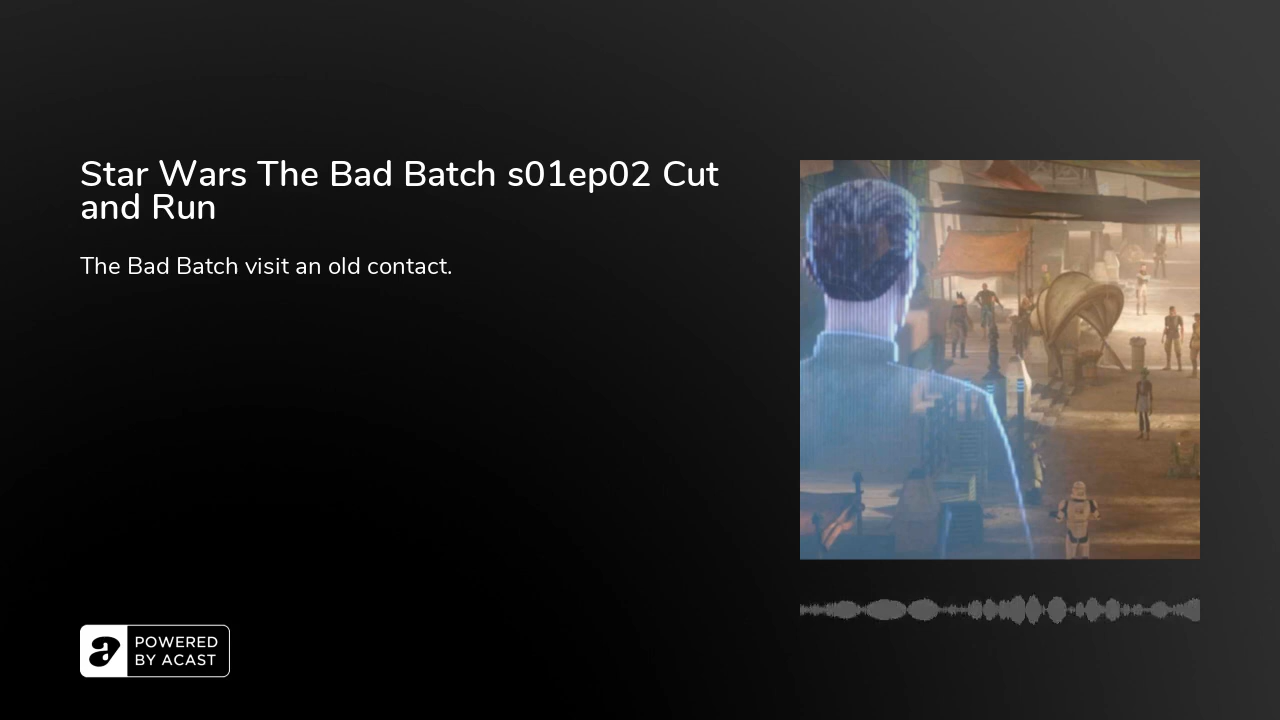 Star Wars The Bad Batch s01ep02 Cut
and Run
The Bad Batch visit an old contact.
a POWERED
BY ACAST